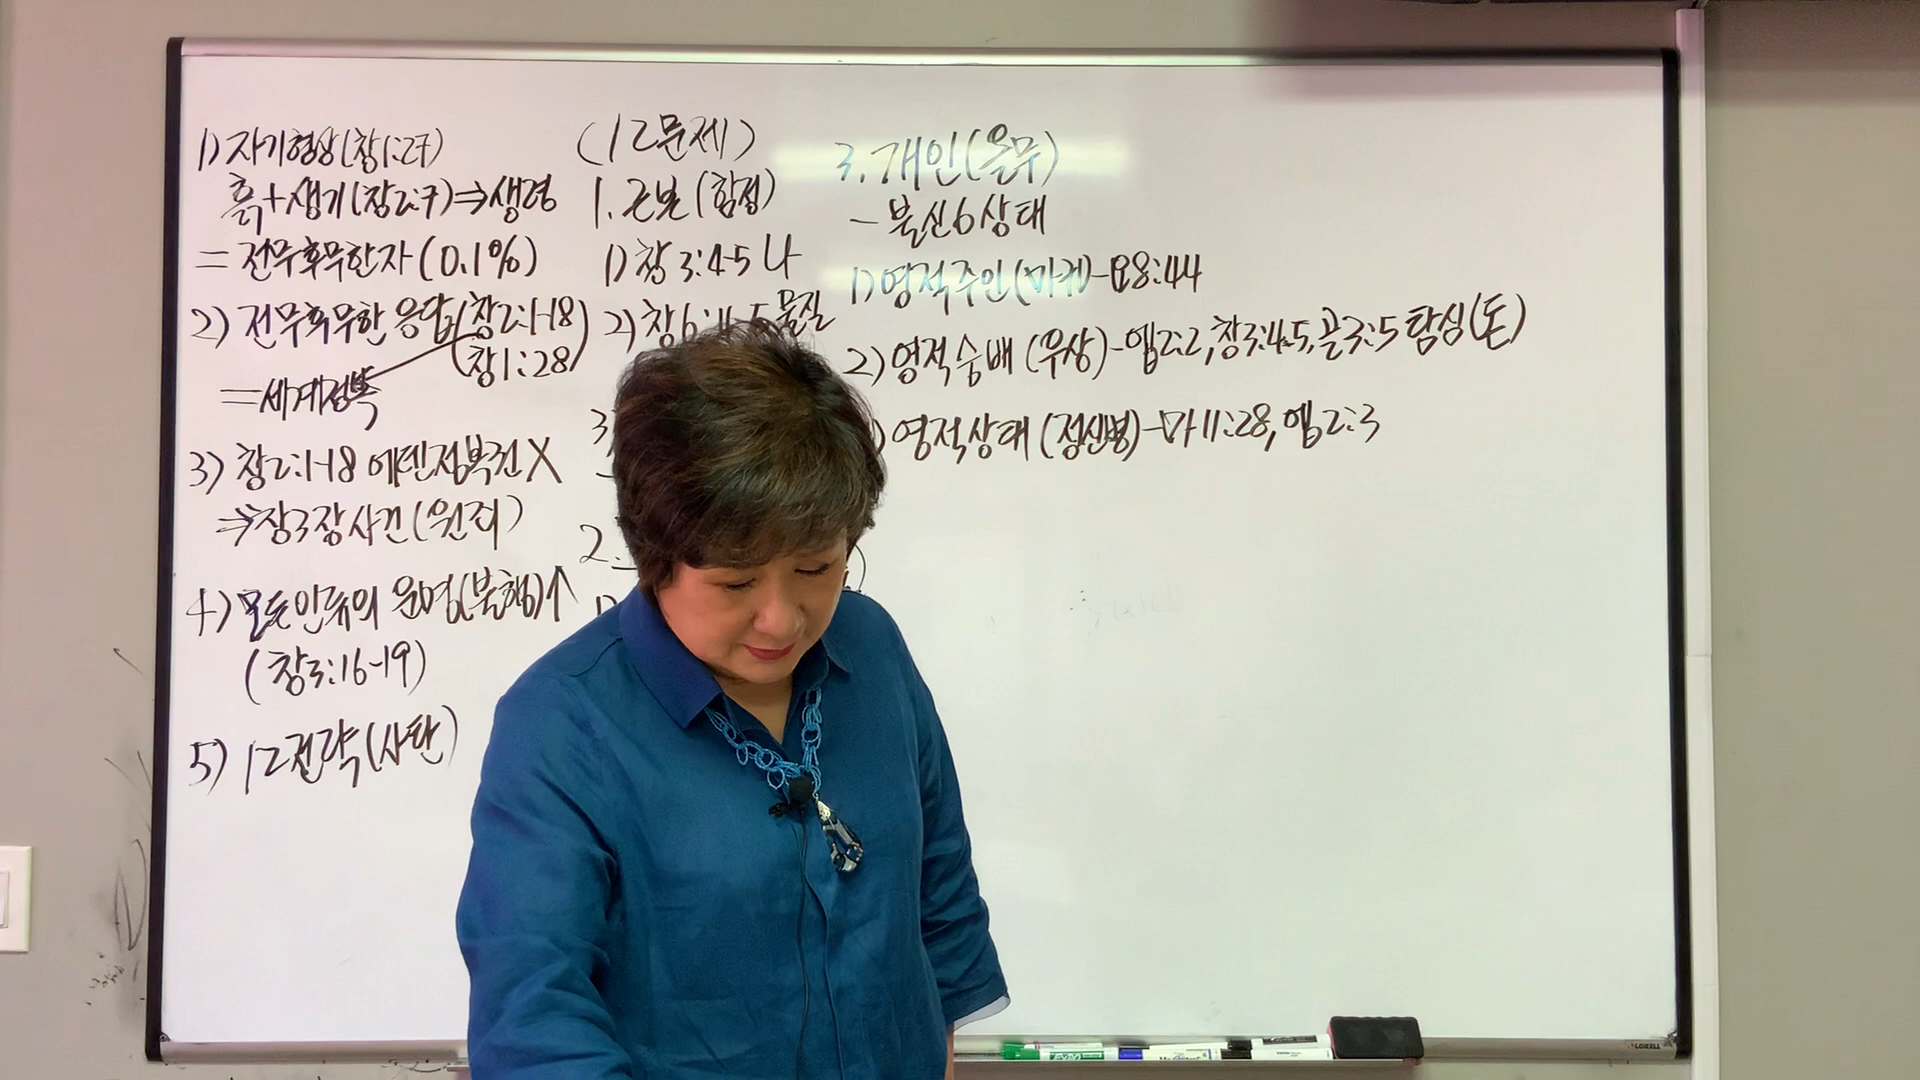 1) 자기형상(창1:27)
흙+생기(창2:7)⇒생령
= 전무후무한자(0.1%)
2) 전무후무한 응답(창2:1-18)
(창1:28)
=세계정복
3) 창2:1-18 에덴정복권X
⇒창3장사건(원죄)
4) 모든인류의 운명(불행)↑
(창3:16-19)
5) 12전략(사탄)
(12문제)
1. 근본(함정)
1) 창3:4-5 나
2) 창6:4-5 물질
3)
2.
1)
3. 개인(올무)
- 불신6상태
1) 영적주인(마귀)-요8:44
2) 영적숭배(우상)-엡2:2, 창3:4-5, 골3:5 탐심(돈)
) 영적상태(정신병)-마11:28, 엡2:3